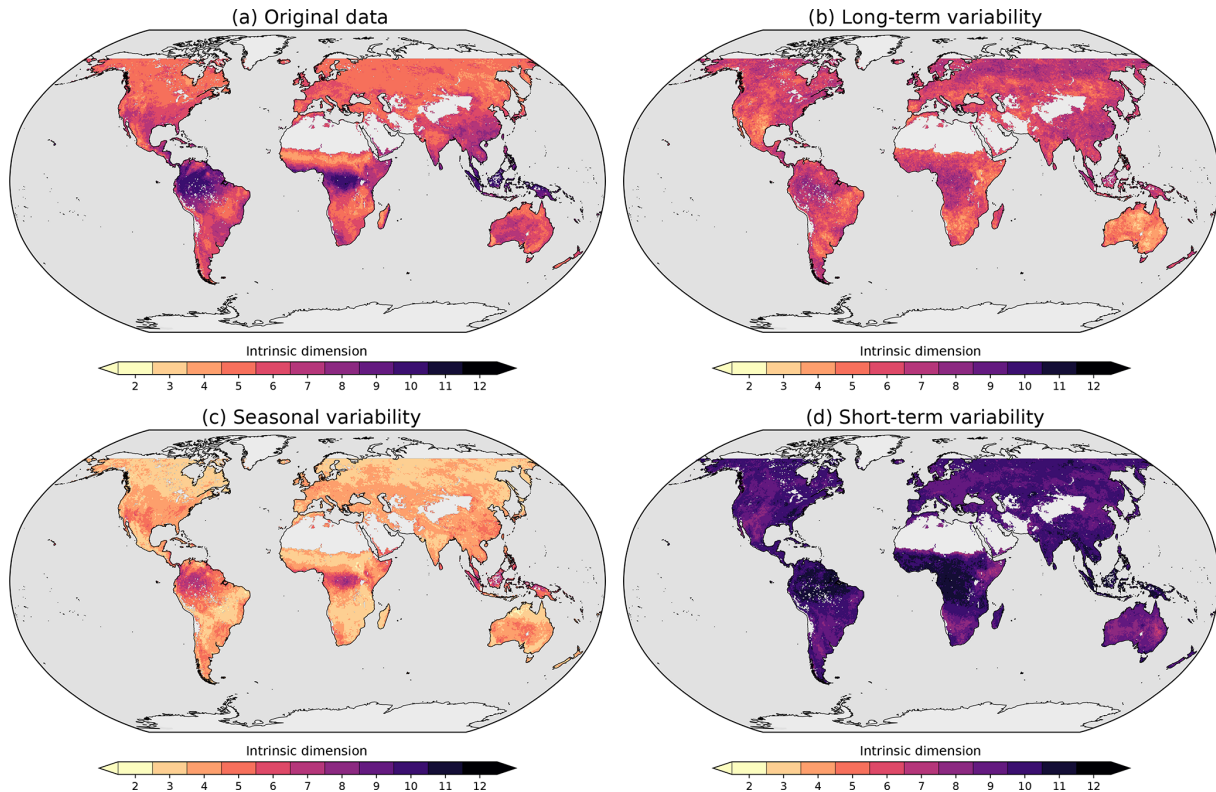 (a) Original data
(b) Long-term variability
Intrinsic dimension
2 3 4 5 6 7 8 9 10 11 12
Intrinsic dimension
2 3 4 5 6 7 8 9 10 11 12
(c) Seasonal variability
(d) Short-term variability
Intrinsic dimension
2 3 4 5 6 7 8 9 10 11 12
Intrinsic dimension
2 3 4 5 6 7 8 9 10 11 12